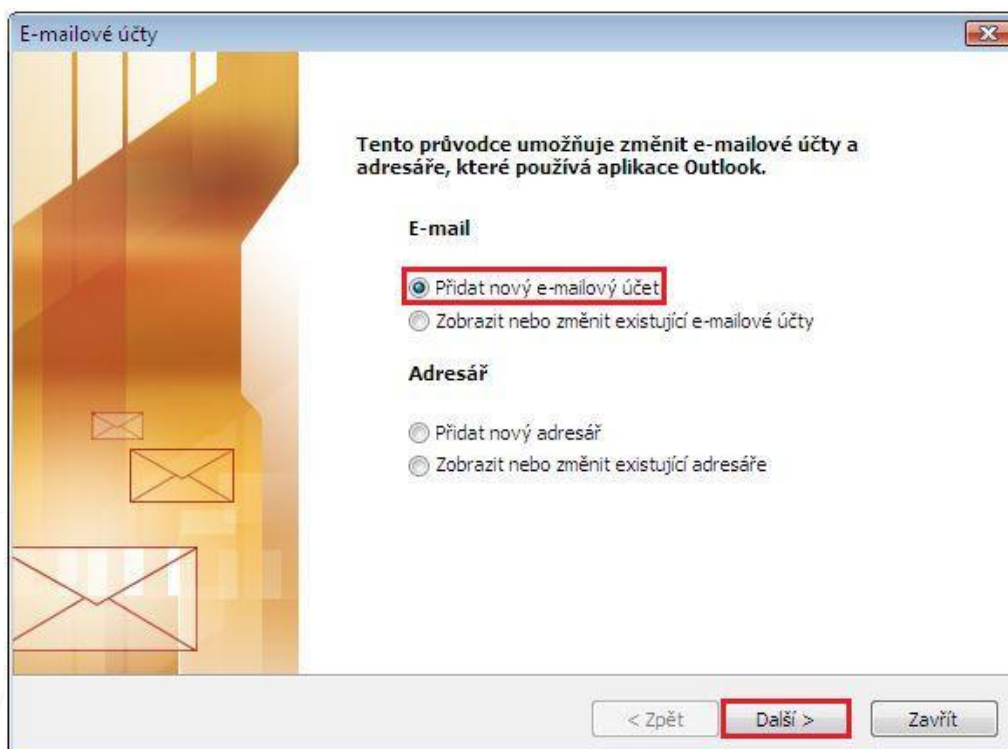 E-mailové účty
Tento průvodce umožňuje změnit e-mailové účty a
adresáře, které používá aplikace Outlook.
E-mail
Přidat nový e-mailový účet
Zobrazit nebo změnit existující e-mailové účty
Adresář
Přidat nový adresář
Zobrazit nebo změnit existující adresáře
< Zpět
Další >
Zavřít